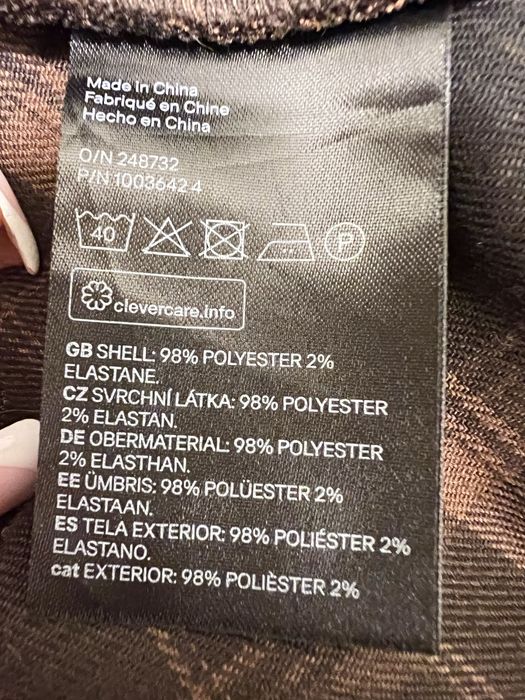 Made in China
Fabriqué en Chine
Hecho en China
O/N 248732
P/N 1003642 4
40
P
clevercare.info
GB SHELL: 98% POLYESTER 2%
ELASTANE.
CZ SVRCHNÍ LÁTKA: 98% POLYESTER
2% ELASTAN.
DE OBERMATERIAL: 98% POLYESTER
2% ELASTHAN.
EE ÜMBRIS: 98% POLÜESTER 2%
ELASTAAN.
ES TELA EXTERIOR: 98% POLIÉSTER 2%
ELASTANO.
cat EXTERIOR: 98% POLIÈSTER 2%